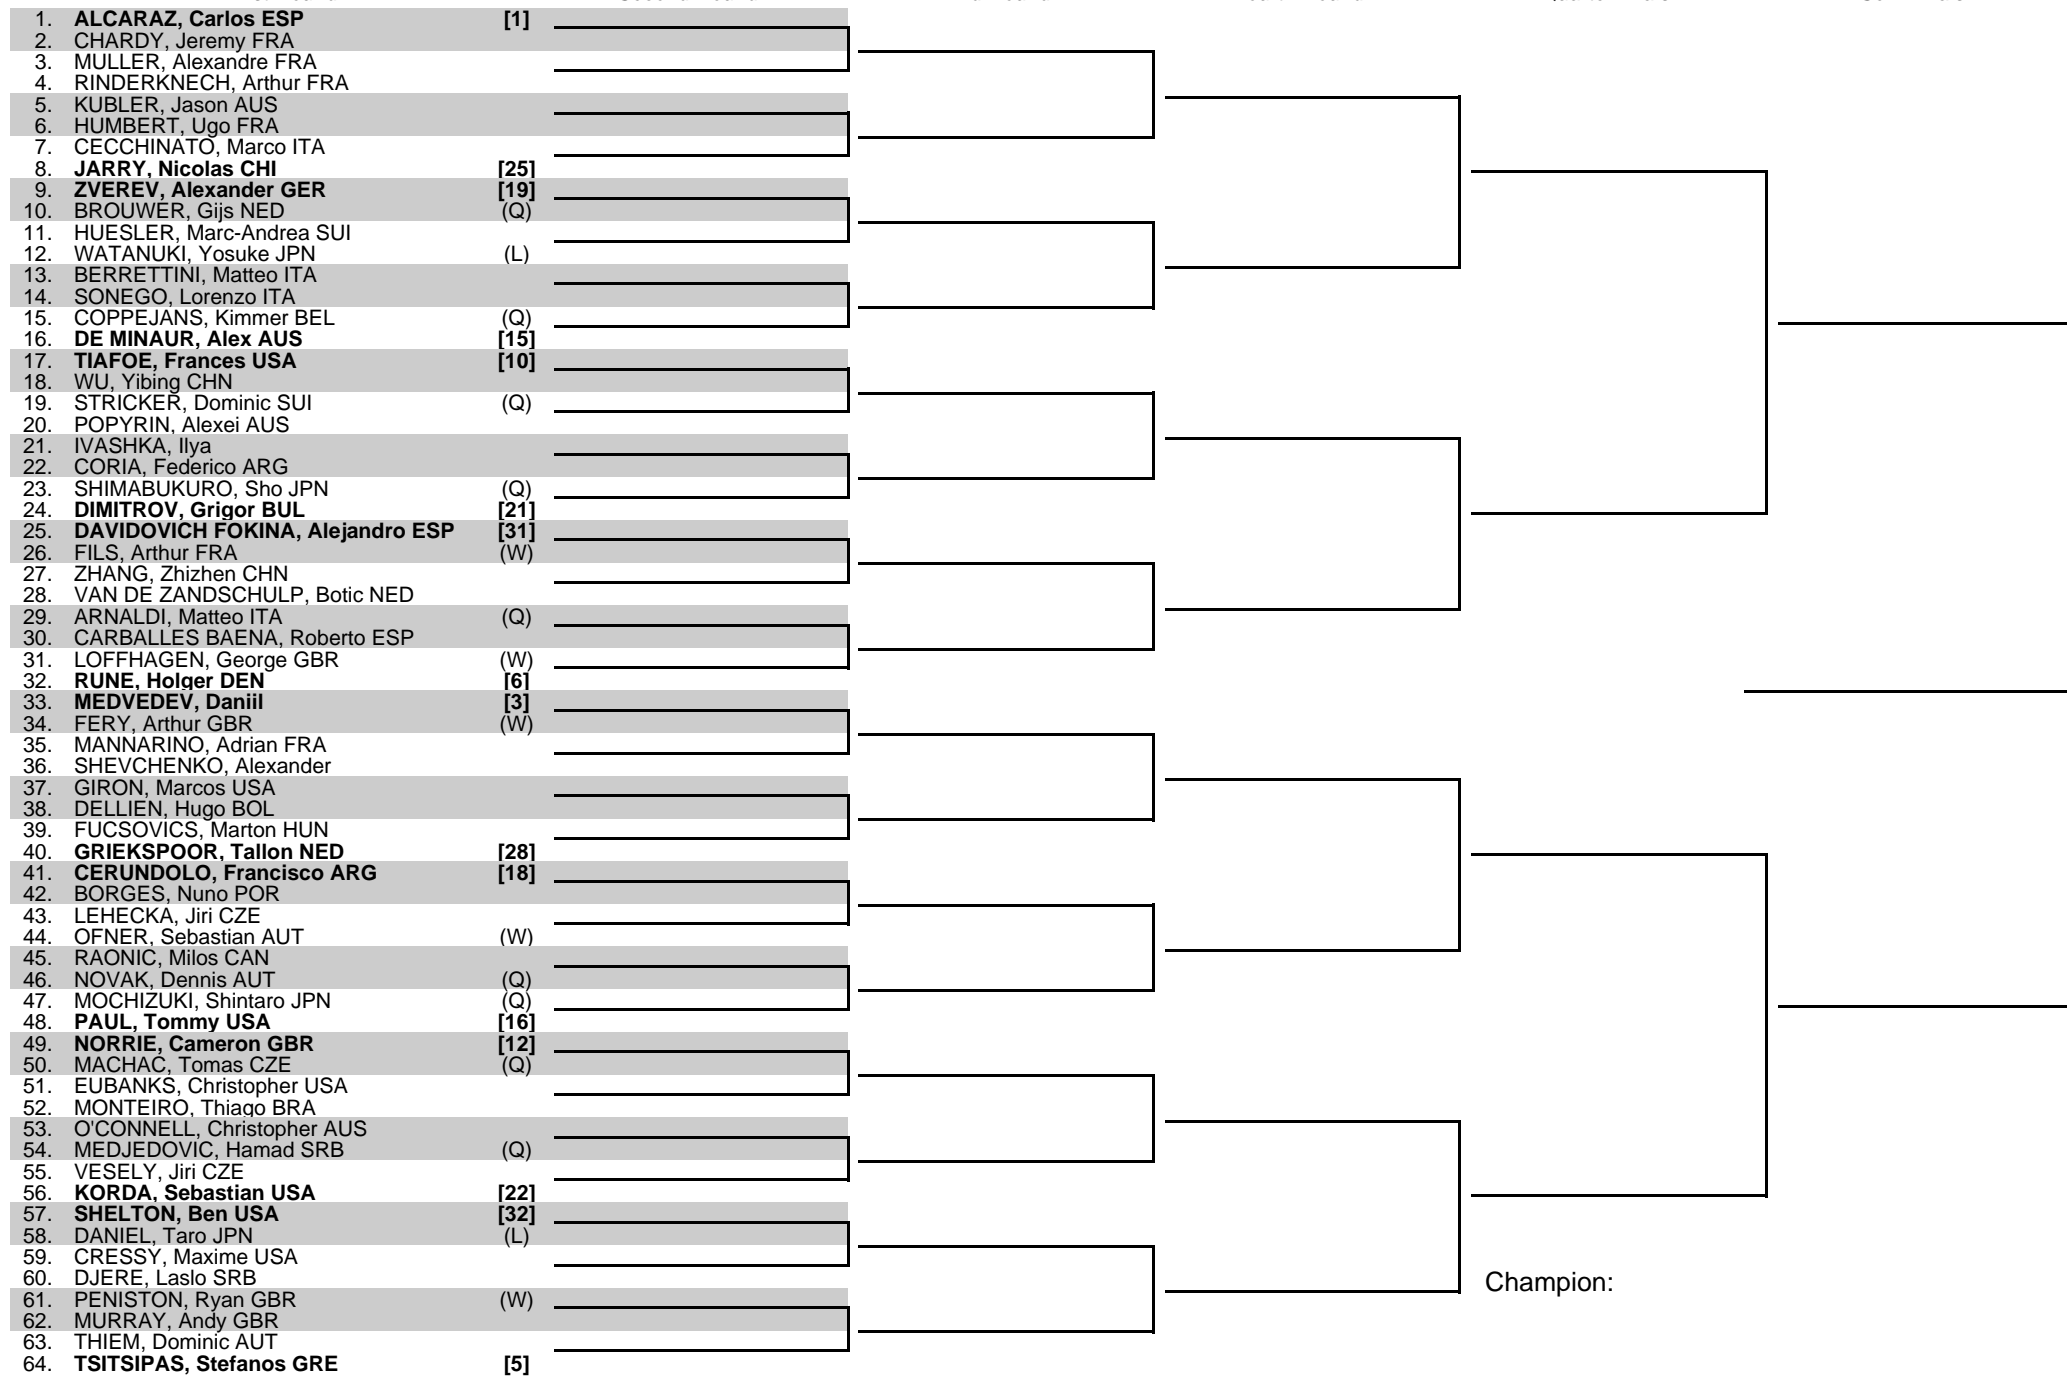 1. ALCARAZ, Carlos ESP [1]
2. CHARDY, Jeremy FRA
3. MULLER, Alexandre FRA
4. RINDERKNECH, Arthur FRA
5. KUBLER, Jason AUS
6. HUMBERT, Ugo FRA
7. CECCHINATO, Marco ITA
8. JARRY, Nicolas CHI [25]
9. ZVEREV, Alexander GER [19]
10. BROUWER, Gijs NED (Q)
11. HUESLER, Marc-Andrea SUI
12. WATANUKI, Yosuke JPN (L)
13. BERRETTINI, Matteo ITA
14. SONEGO, Lorenzo ITA
15. COPPEJANS, Kimmer BEL (Q)
16. DE MINAUR, Alex AUS [15]
17. TIAFOE, Frances USA [10]
18. WU, Yibing CHN
19. STRICKER, Dominic SUI (Q)
20. POPYRIN, Alexei AUS
21. IVASHKA, Ilya
22. CORIA, Federico ARG
23. SHIMABUKURO, Sho JPN (Q)
24. DIMITROV, Grigor BUL [21]
25. DAVIDOVICH FOKINA, Alejandro ESP [31]
26. FILS, Arthur FRA (W)
27. ZHANG, Zhizhen CHN
28. VAN DE ZANDSCHULP, Botic NED
29. ARNALDI, Matteo ITA (Q)
30. CARBALLES BAENA, Roberto ESP
31. LOFFHAGEN, George GBR (W)
32. RUNE, Holger DEN [6]
33. MEDVEDEV, Daniil [3]
34. FERY, Arthur GBR (W)
35. MANNARINO, Adrian FRA
36. SHEVCHENKO, Alexander
37. GIRON, Marcos USA
38. DELLIEN, Hugo BOL
39. FUCSOVICS, Marton HUN
40. GRIEKSPOOR, Tallon NED [28]
41. CERUNDOLO, Francisco ARG [18]
42. BORGES, Nuno POR
43. LEHECKA, Jiri CZE
44. OFNER, Sebastian AUT (W)
45. RAONIC, Milos CAN
46. NOVAK, Dennis AUT (Q)
47. MOCHIZUKI, Shintaro JPN (Q)
48. PAUL, Tommy USA [16]
49. NORRIE, Cameron GBR [12]
50. MACHAC, Tomas CZE (Q)
51. EUBANKS, Christopher USA
52. MONTEIRO, Thiago BRA
53. O'CONNELL, Christopher AUS
54. MEDJEDOVIC, Hamad SRB (Q)
55. VESELY, Jiri CZE
56. KORDA, Sebastian USA [22]
57. SHELTON, Ben USA [32]
58. DANIEL, Taro JPN (L)
59. CRESSY, Maxime USA
60. DJERE, Laslo SRB
Champion:
61. PENISTON, Ryan GBR (W)
62. MURRAY, Andy GBR
63. THIEM, Dominic AUT
64. TSITSIPAS, Stefanos GRE [5]